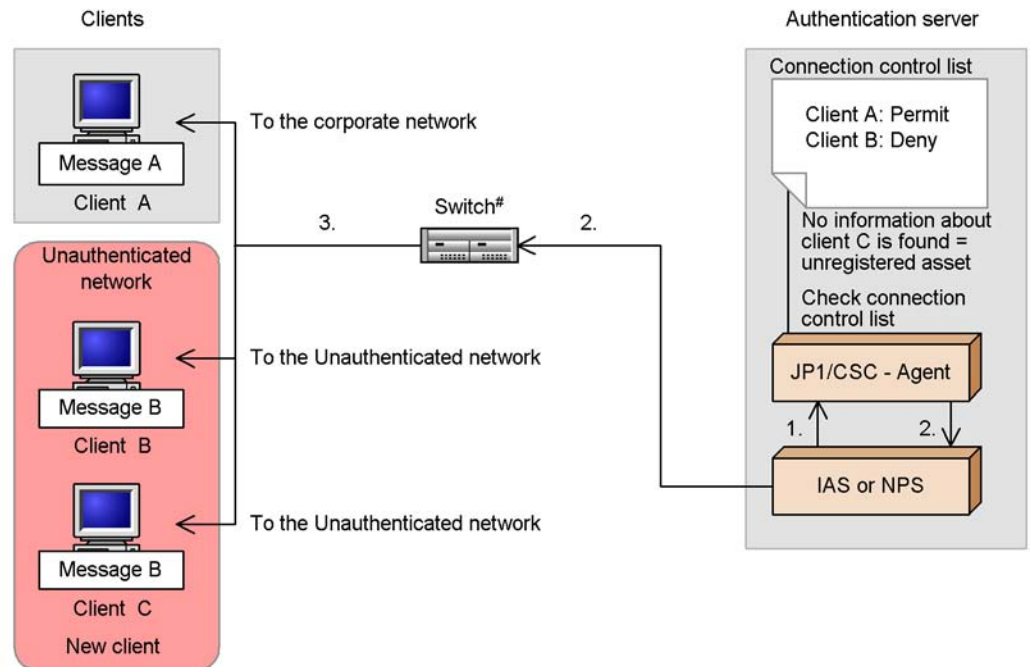 Clients
Authentication server
Message A
Client A
To the corporate network
Unauthenticated
network
Message B
Client B
To the Unauthenticated network
Message B
Client C
New client
To the Unauthenticated network
3.
Switch#
2.
Connection control list
Client A: Permit
Client B: Deny
No information about
client C is found =
unregistered asset
Check connection
control list
JP1/CSC - Agent
1.
2.
IAS or NPS